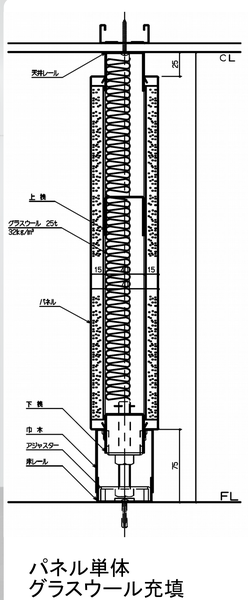 天井レール
CL
25
上 桟
グラスウール 25t
32kg/m³
15
15
パネル
下 桟
巾 木
アジャスター
床レール
75
FL
パネル単体
グラスウール充填